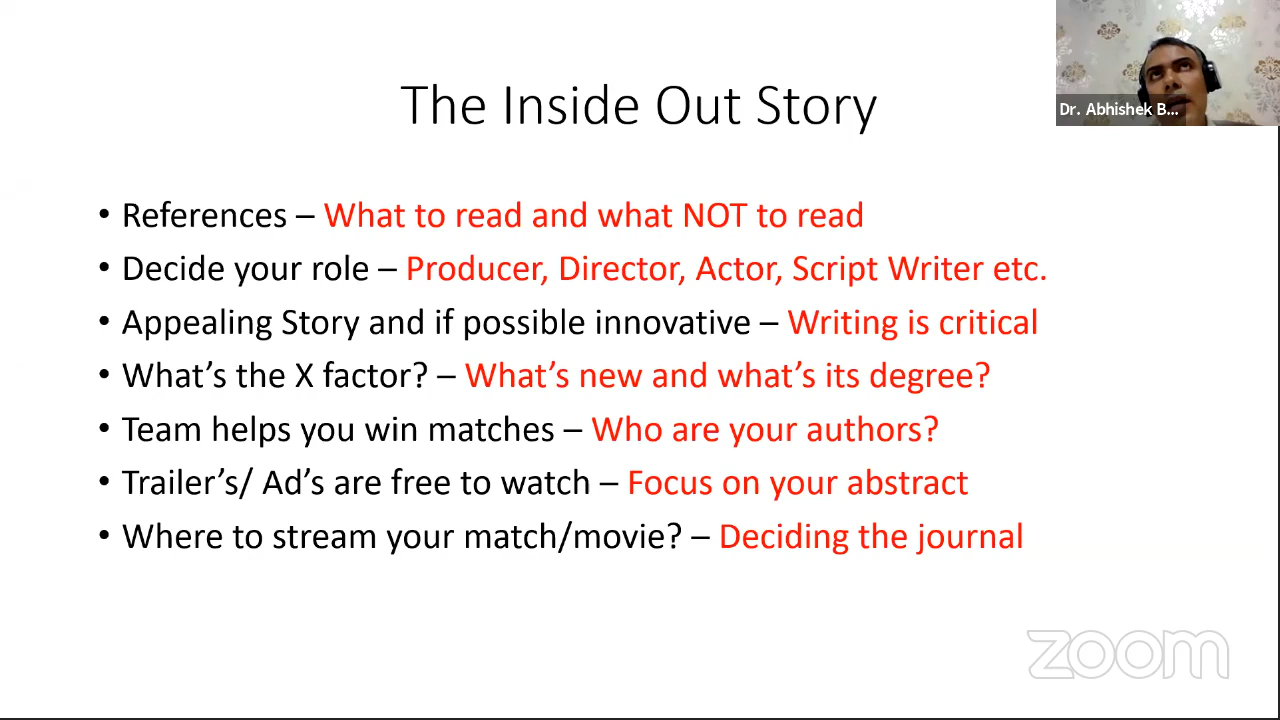 The Inside Out Story
Dr. Abhishek B...
• References – What to read and what NOT to read
• Decide your role – Producer, Director, Actor, Script Writer etc.
• Appealing Story and if possible innovative – Writing is critical
• What’s the X factor? – What’s new and what’s its degree?
• Team helps you win matches – Who are your authors?
• Trailer’s/ Ad’s are free to watch – Focus on your abstract
• Where to stream your match/movie? – Deciding the journal
zoom